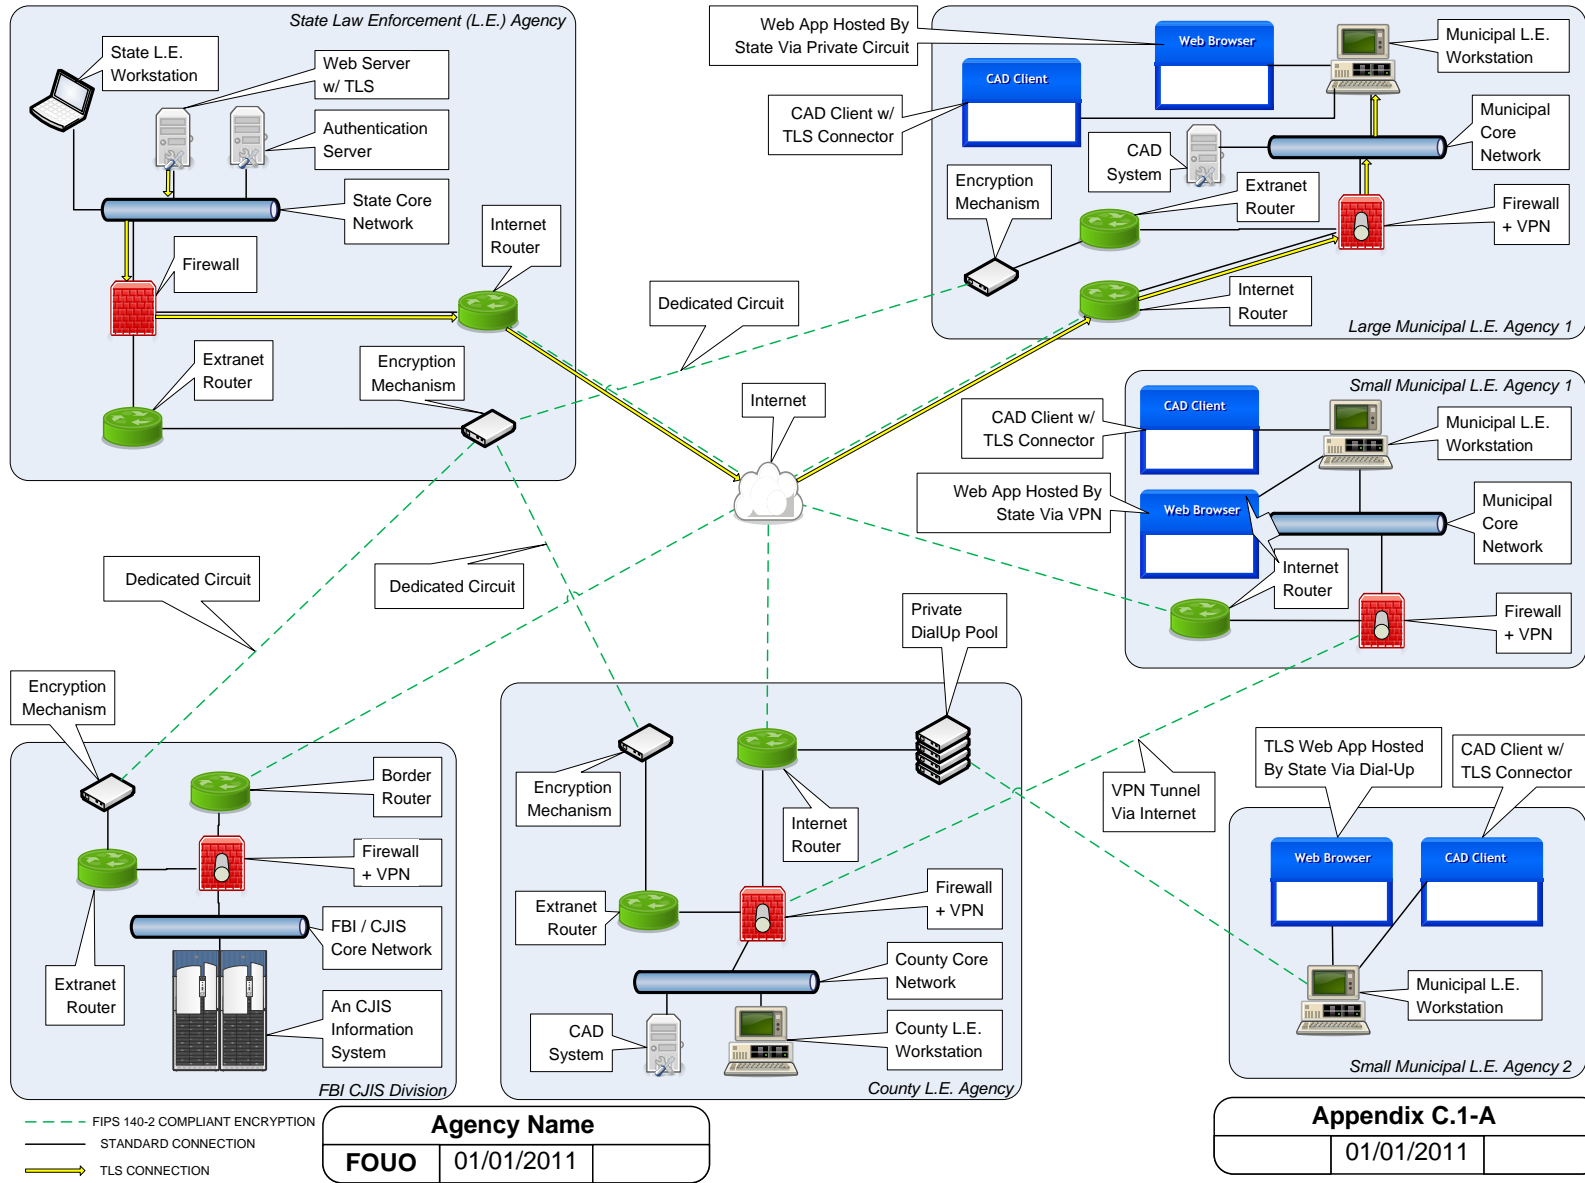 State Law Enforcement (L.E.) Agency
State L.E.
Workstation
Web Server
w/ TLS
Authentication
Server
State Core
Network
Firewall
Internet
Router
Extranet
Router
Encryption
Mechanism
Dedicated Circuit
Internet
Web App Hosted By
State Via Private Circuit
Web Browser
Municipal L.E.
Workstation
CAD Client
CAD Client w/
TLS Connector
CAD
System
Municipal
Core
Network
Encryption
Mechanism
Extranet
Router
Firewall
+ VPN
Internet
Router
Large Municipal L.E. Agency 1
Small Municipal L.E. Agency 1
CAD Client
CAD Client w/
TLS Connector
Municipal L.E.
Workstation
Web App Hosted By
State Via VPN
Web Browser
Municipal
Core
Network
Internet
Router
Firewall
+ VPN
Dedicated Circuit
Dedicated Circuit
Private
DialUp Pool
Encryption
Mechanism
Border
Router
Firewall
+ VPN
FBI / CJIS
Core Network
Extranet
Router
An CJIS
Information
System
FBI CJIS Division
Encryption
Mechanism
Internet
Router
Extranet
Router
Firewall
+ VPN
County Core
Network
CAD
System
County L.E.
Workstation
County L.E. Agency
VPN Tunnel
Via Internet
TLS Web App Hosted
By State Via Dial-Up
CAD Client w/
TLS Connector
Web Browser
CAD Client
Municipal L.E.
Workstation
Small Municipal L.E. Agency 2
FIPS 140-2 COMPLIANT ENCRYPTION
STANDARD CONNECTION
TLS CONNECTION
Agency Name
FOUO 01/01/2011
Appendix C.1-A
01/01/2011